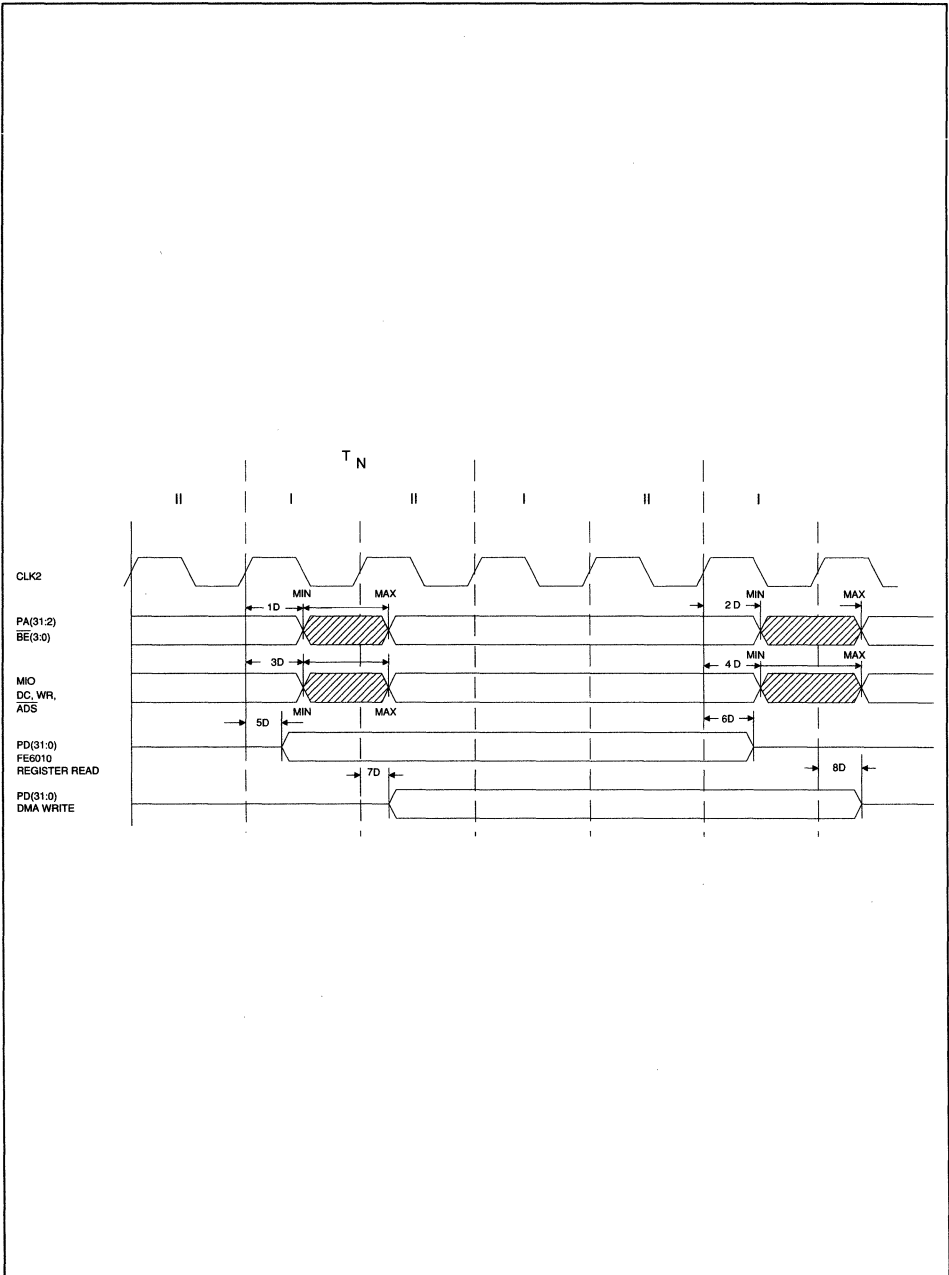 T N
II I II I II I
CLK2
MIN MAX MIN MAX
1D 2 D
PA(31:2)
BE(3:0)
MIN MAX
3D 4 D
MIO
DC, WR,
ADS
MIN MAX
5D 6D
PD(31:0)
FE6010
REGISTER READ
7D 8D
PD(31:0)
DMA WRITE